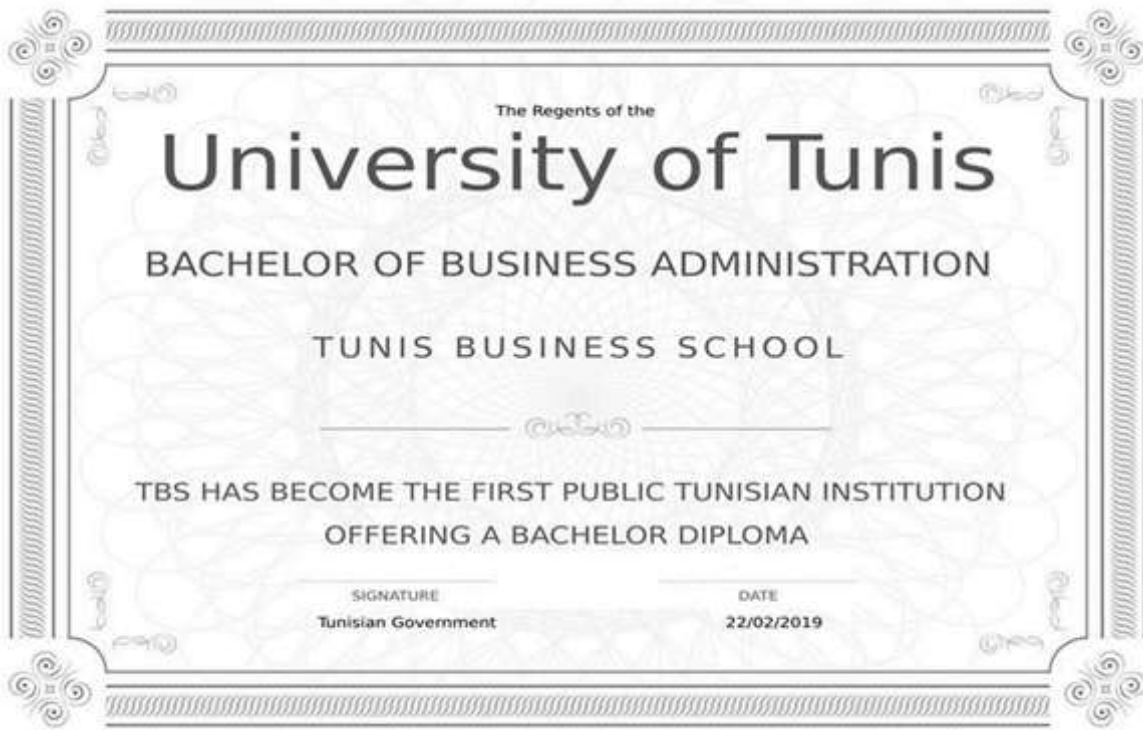 The Regents of the
University of Tunis
BACHELOR OF BUSINESS ADMINISTRATION
TUNIS BUSINESS SCHOOL
TBS HAS BECOME THE FIRST PUBLIC TUNISIAN INSTITUTION
OFFERING A BACHELOR DIPLOMA
SIGNATURE DATE
Tunisian Government 22/02/2019